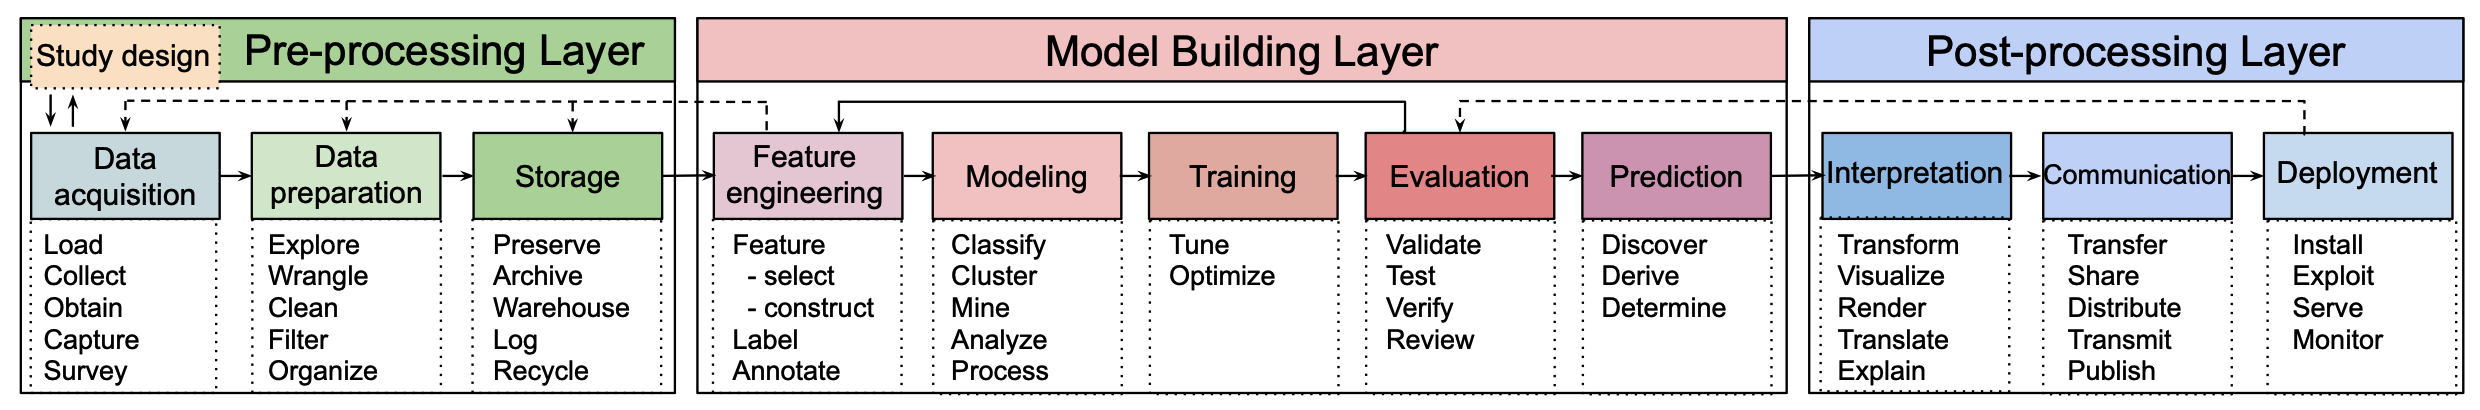 Study design
Pre-processing Layer
Model Building Layer
Post-processing Layer
Data
acquisition
Load
Collect
Obtain
Capture
Survey
Data
preparation
Explore
Wrangle
Clean
Filter
Organize
Storage
Preserve
Archive
Warehouse
Log
Recycle
Feature
engineering
Feature
- select
- construct
Label
Annotate
Modeling
Classify
Cluster
Mine
Analyze
Process
Training
Tune
Optimize
Evaluation
Validate
Test
Verify
Review
Prediction
Discover
Derive
Determine
Interpretation
Transform
Visualize
Render
Translate
Explain
Communication
Transfer
Share
Distribute
Transmit
Publish
Deployment
Install
Exploit
Serve
Monitor